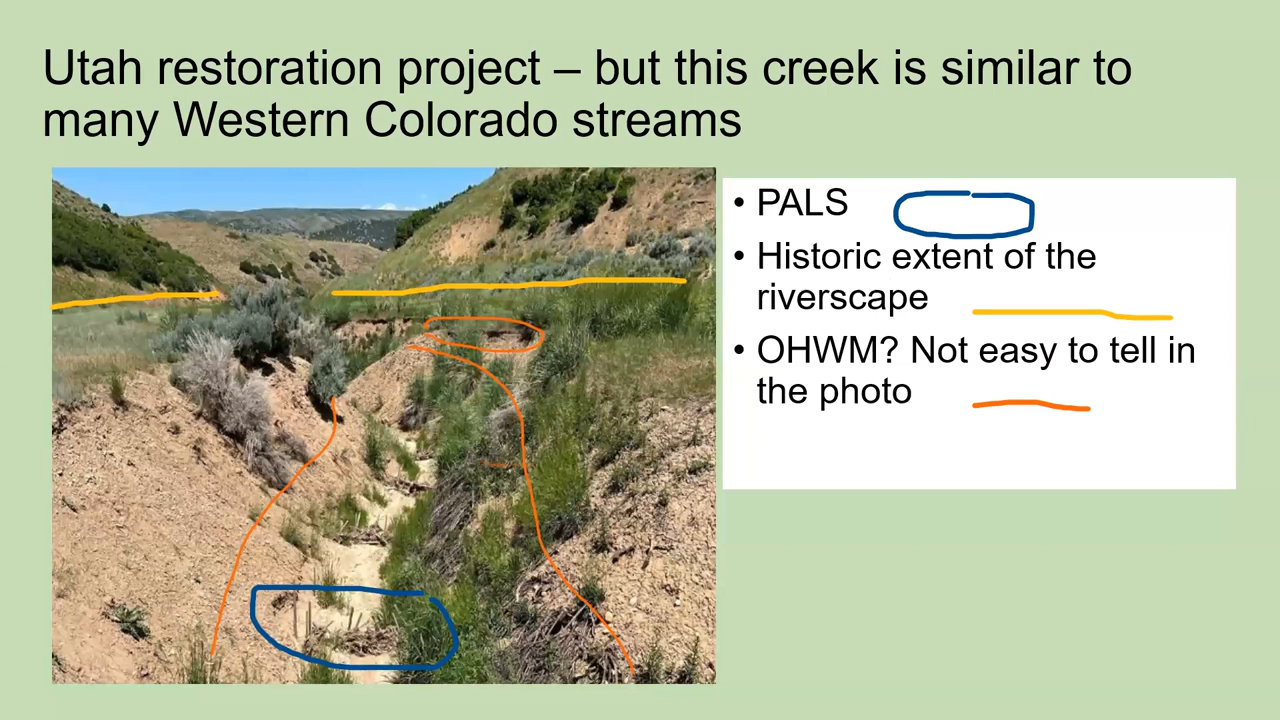 Utah restoration project – but this creek is similar to
many Western Colorado streams
• PALS
• Historic extent of the
riverscape
• OHWM? Not easy to tell in
the photo